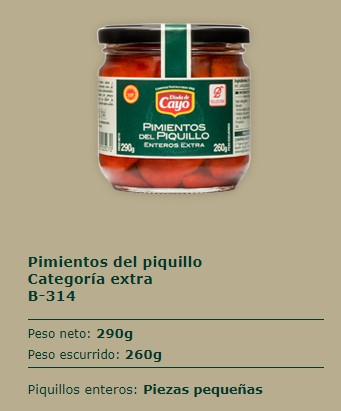 Viuda de
Cayo
PIMIENTOS
DEL PIQUILLO
ENTEROS EXTRA
290g
260g
Pimientos del piquillo
Categoría extra
B-314
Peso neto: 290g
Peso escurrido: 260g
Piquillos enteros: Piezas pequeñas